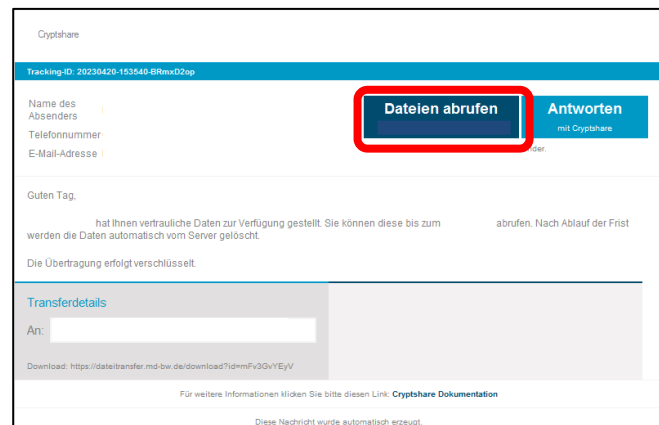 Cryptshare
Tracking-ID: 20230420-153540-BRmxD2op
Name des
Absenders
Telefonnummer
E-Mail-Adresse
Dateien abrufen
Antworten
mit Cryptshare
nder.
Guten Tag,
hat Ihnen vertrauliche Daten zur Verfügung gestellt. Sie können diese bis zum abrufen. Nach Ablauf der Frist
werden die Daten automatisch vom Server gelöscht.
Die Übertragung erfolgt verschlüsselt.
Transferdetails
An:
Download: https://dateitransfer.md-bw.de/download?id=mFv3GvYEyV
Für weitere Informationen klicken Sie bitte diesen Link: Cryptshare Dokumentation
Diese Nachricht wurde automatisch erzeugt.